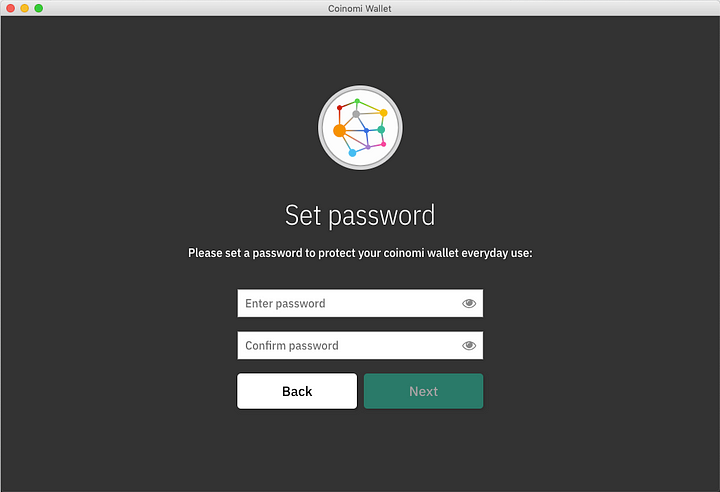 Coinomi Wallet
Set password
Please set a password to protect your coinomi wallet everyday use:
Enter password
Confirm password
Back
Next